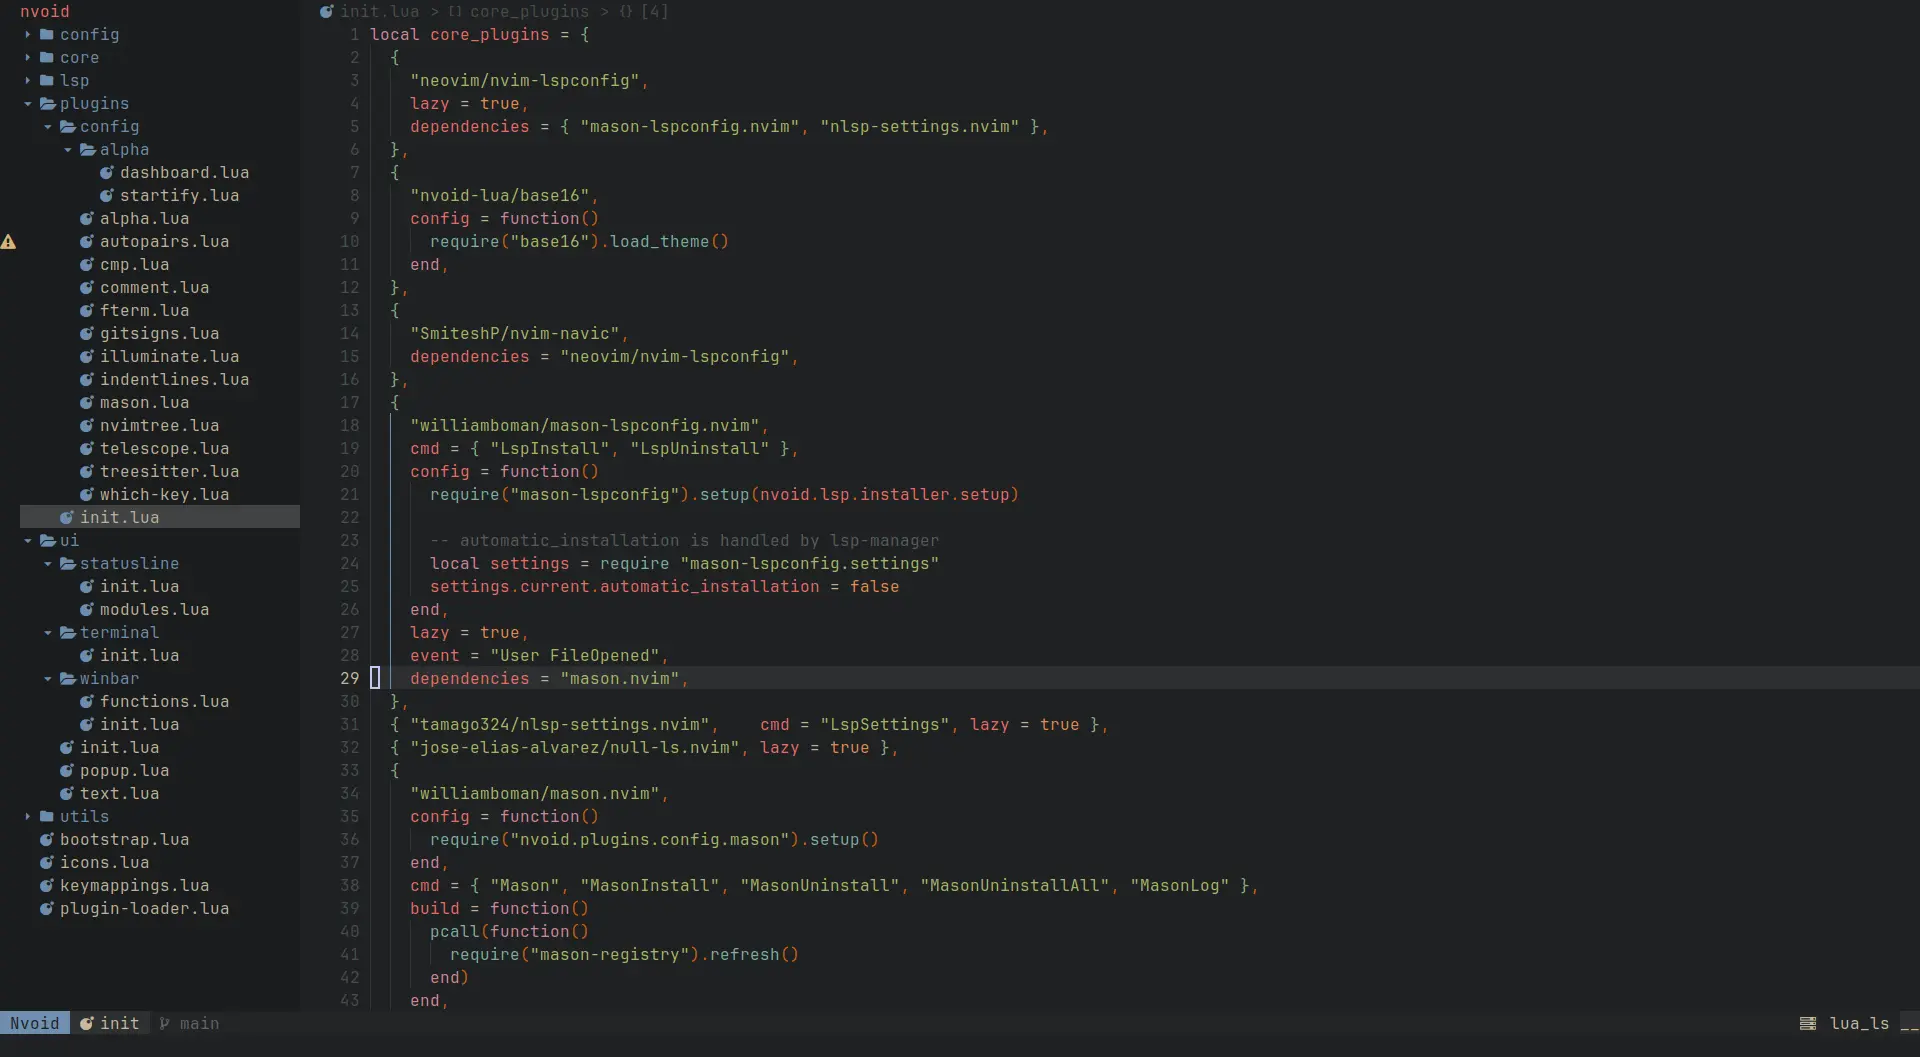 nvoid
config
core
lsp
plugins
config
alpha
dashboard.lua
startify.lua
alpha.lua
autopairs.lua
cmp.lua
comment.lua
fterm.lua
gitsigns.lua
illuminate.lua
indentlines.lua
mason.lua
nvimtree.lua
telescope.lua
treesitter.lua
which-key.lua
init.lua
ui
statusline
init.lua
modules.lua
terminal
init.lua
winbar
functions.lua
init.lua
init.lua
popup.lua
text.lua
utils
bootstrap.lua
icons.lua
keymappings.lua
plugin-loader.lua
init.lua > [] core_plugins > {} [4]
1 local core_plugins = {
2   {
3     "neovim/nvim-lspconfig",
4     lazy = true,
5     dependencies = { "mason-lspconfig.nvim", "nlsp-settings.nvim" },
6   },
7   {
8     "nvoid-lua/base16",
9     config = function()
10       require("base16").load_theme()
11     end,
12   },
13   {
14     "SmiteshP/nvim-navic",
15     dependencies = "neovim/nvim-lspconfig",
16   },
17   {
18     "williamboman/mason-lspconfig.nvim",
19     cmd = { "LspInstall", "LspUninstall" },
20     config = function()
21       require("mason-lspconfig").setup(nvoid.lsp.installer.setup)
22
23       -- automatic_installation is handled by lsp-manager
24       local settings = require "mason-lspconfig.settings"
25       settings.current.automatic_installation = false
26     end,
27     lazy = true,
28     event = "User FileOpened",
29     dependencies = "mason.nvim",
30   },
31   { "tamago324/nlsp-settings.nvim",    cmd = "LspSettings", lazy = true },
32   { "jose-elias-alvarez/null-ls.nvim", lazy = true },
33   {
34     "williamboman/mason.nvim",
35     config = function()
36       require("nvoid.plugins.config.mason").setup()
37     end,
38     cmd = { "Mason", "MasonInstall", "MasonUninstall", "MasonUninstallAll", "MasonLog" },
39     build = function()
40       pcall(function()
41         require("mason-registry").refresh()
42       end)
43     end,
Nvoid init main lua_ls __